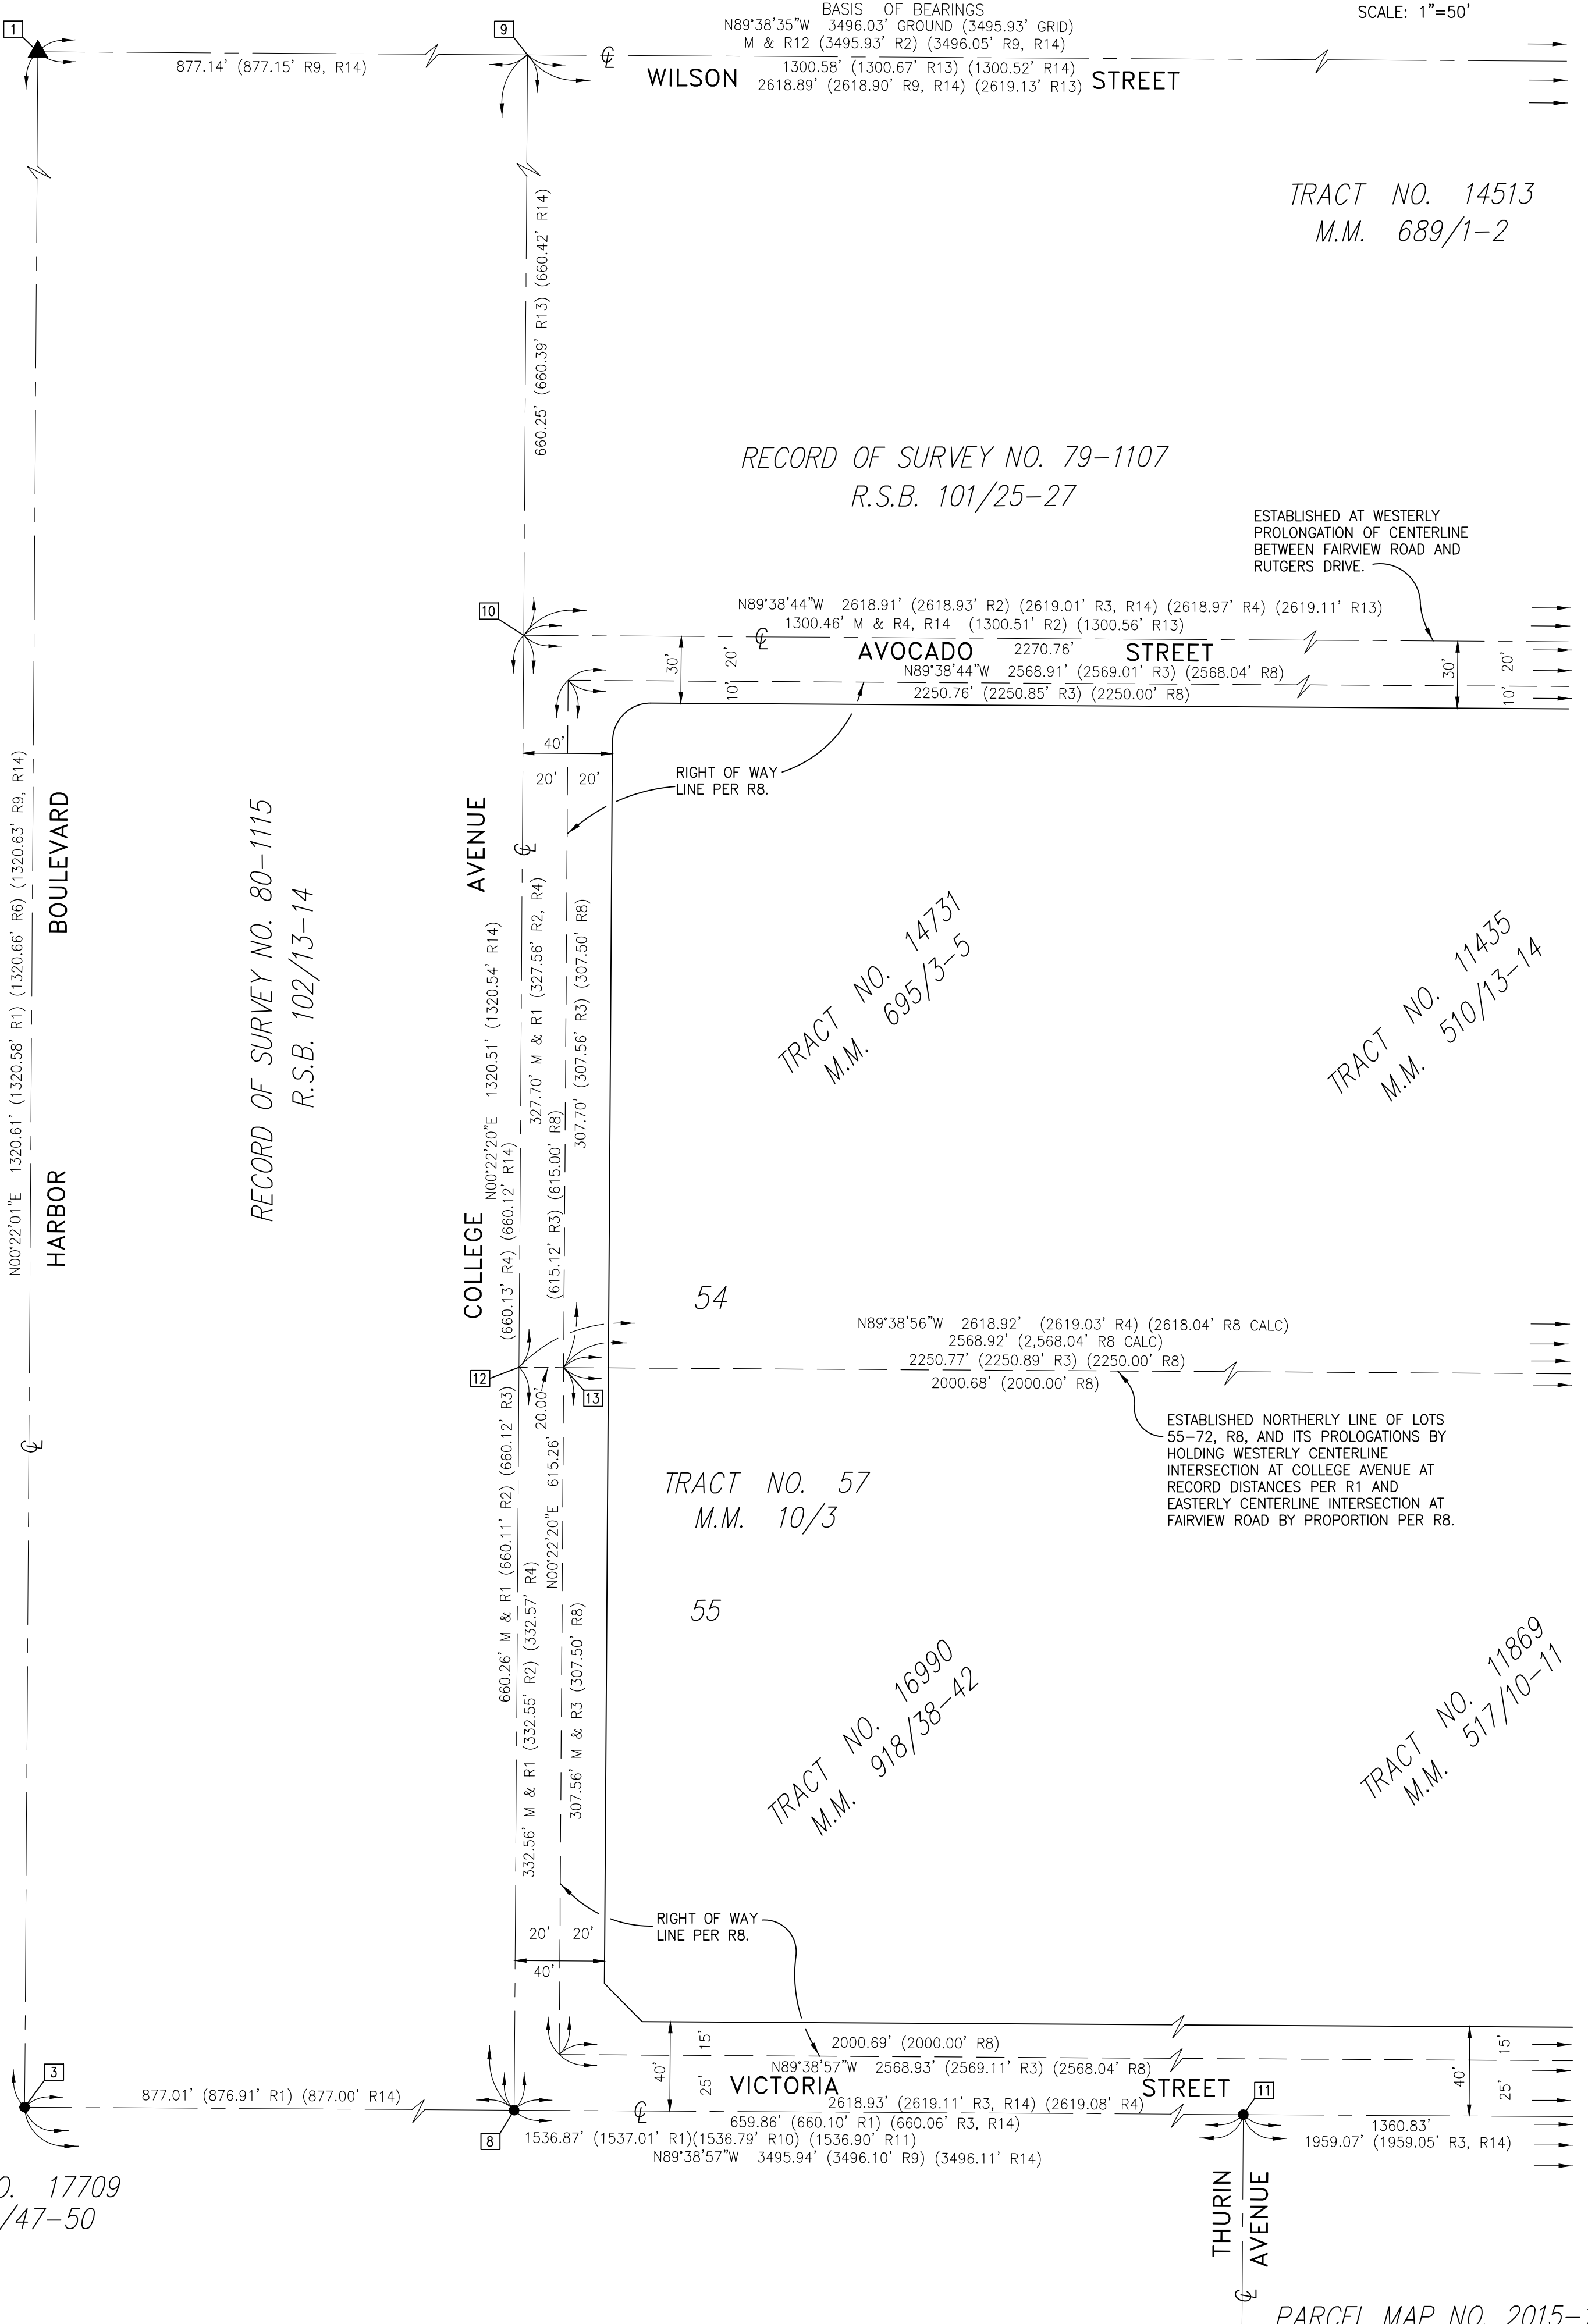 BASIS OF BEARINGS
N89°38'35"W 3496.03' GROUND (3495.93' GRID)
M & R12 (3495.93' R2) (3496.05' R9, R14)
SCALE: 1"=50'
1
9
877.14' (877.15' R9, R14)
℄
WILSON STREET
1300.58' (1300.67' R13) (1300.52' R14)
2618.89' (2618.90' R9, R14) (2619.13' R13)
TRACT NO. 14513
M.M. 689/1-2
660.25' (660.39' R13) (660.42' R14)
RECORD OF SURVEY NO. 79-1107
R.S.B. 101/25-27
ESTABLISHED AT WESTERLY
PROLONGATION OF CENTERLINE
BETWEEN FAIRVIEW ROAD AND
RUTGERS DRIVE.
10
N89°38'44"W 2618.91' (2618.93' R2) (2619.01' R3, R14) (2618.97' R4) (2619.11' R13)
1300.46' M & R4, R14 (1300.51' R2) (1300.56' R13)
℄
AVOCADO STREET
2270.76'
N89°38'44"W 2568.91' (2569.01' R3) (2568.04' R8)
2250.76' (2250.85' R3) (2250.00' R8)
30'
20'
10'
30'
20'
10'
40'
20' 20'
RIGHT OF WAY
LINE PER R8.
N00°22'01"E 1320.61' (1320.58' R1) (1320.66' R6) (1320.63' R9, R14)
HARBOR BOULEVARD
℄
RECORD OF SURVEY NO. 80-1115
R.S.B. 102/13-14
COLLEGE AVENUE
℄
N00°22'20"E 1320.51' (1320.54' R14)
(660.13' R4) (660.12' R14)
327.70' M & R1 (327.56' R2, R4)
(615.12' R3) (615.00' R8)
307.70' (307.56' R3) (307.50' R8)
TRACT NO. 14731
M.M. 695/3-5
TRACT NO. 11435
M.M. 510/13-14
54
N89°38'56"W 2618.92' (2619.03' R4) (2618.04' R8 CALC)
2568.92' (2,568.04' R8 CALC)
2250.77' (2250.89' R3) (2250.00' R8)
2000.68' (2000.00' R8)
12
13
20.00'
ESTABLISHED NORTHERLY LINE OF LOTS
55-72, R8, AND ITS PROLOGATIONS BY
HOLDING WESTERLY CENTERLINE
INTERSECTION AT COLLEGE AVENUE AT
RECORD DISTANCES PER R1 AND
EASTERLY CENTERLINE INTERSECTION AT
FAIRVIEW ROAD BY PROPORTION PER R8.
TRACT NO. 57
M.M. 10/3
55
660.26' M & R1 (660.11' R2) (660.12' R3)
332.56' M & R1 (332.55' R2) (332.57' R4)
N00°22'20"E 615.26'
307.56' M & R3 (307.50' R8)
TRACT NO. 16990
M.M. 918/38-42
TRACT NO. 11869
M.M. 517/10-11
RIGHT OF WAY
LINE PER R8.
20' 20'
40'
2000.69' (2000.00' R8)
N89°38'57"W 2568.93' (2569.11' R3) (2568.04' R8)
VICTORIA STREET
40'
15'
25'
40'
15'
25'
3
877.01' (876.91' R1) (877.00' R14)
8
℄
2618.93' (2619.11' R3, R14) (2619.08' R4)
659.86' (660.10' R1) (660.06' R3, R14)
1536.87' (1537.01' R1)(1536.79' R10) (1536.90' R11)
N89°38'57"W 3495.94' (3496.10' R9) (3496.11' R14)
11
1360.83'
1959.07' (1959.05' R3, R14)
THURIN
AVENUE
℄
O. 17709
/47-50
PARCEL MAP NO. 2015-